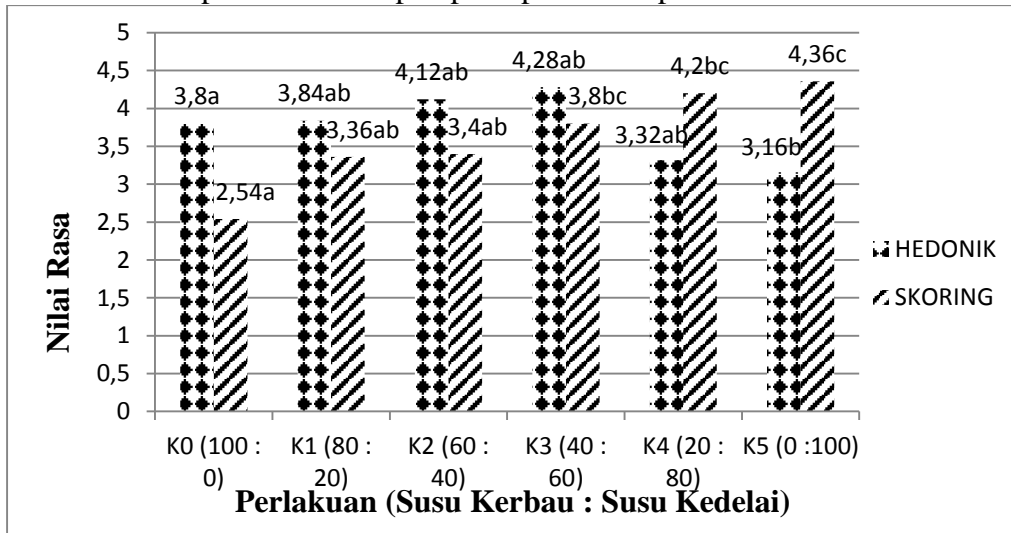 5
4,5
4
3,5
3
2,5
2
1,5
1
0,5
0
Nilai Rasa
3,8a
2,54a
3,84ab
3,36ab
4,12ab
3,4ab
4,28ab
3,8bc
3,32ab
4,2bc
3,16b
4,36c
HEDONIK
SKORING
K0 (100 :
0)
K1 (80 :
20)
K2 (60 :
40)
K3 (40 :
60)
K4 (20 :
80)
K5 (0 :100)
Perlakuan (Susu Kerbau : Susu Kedelai)